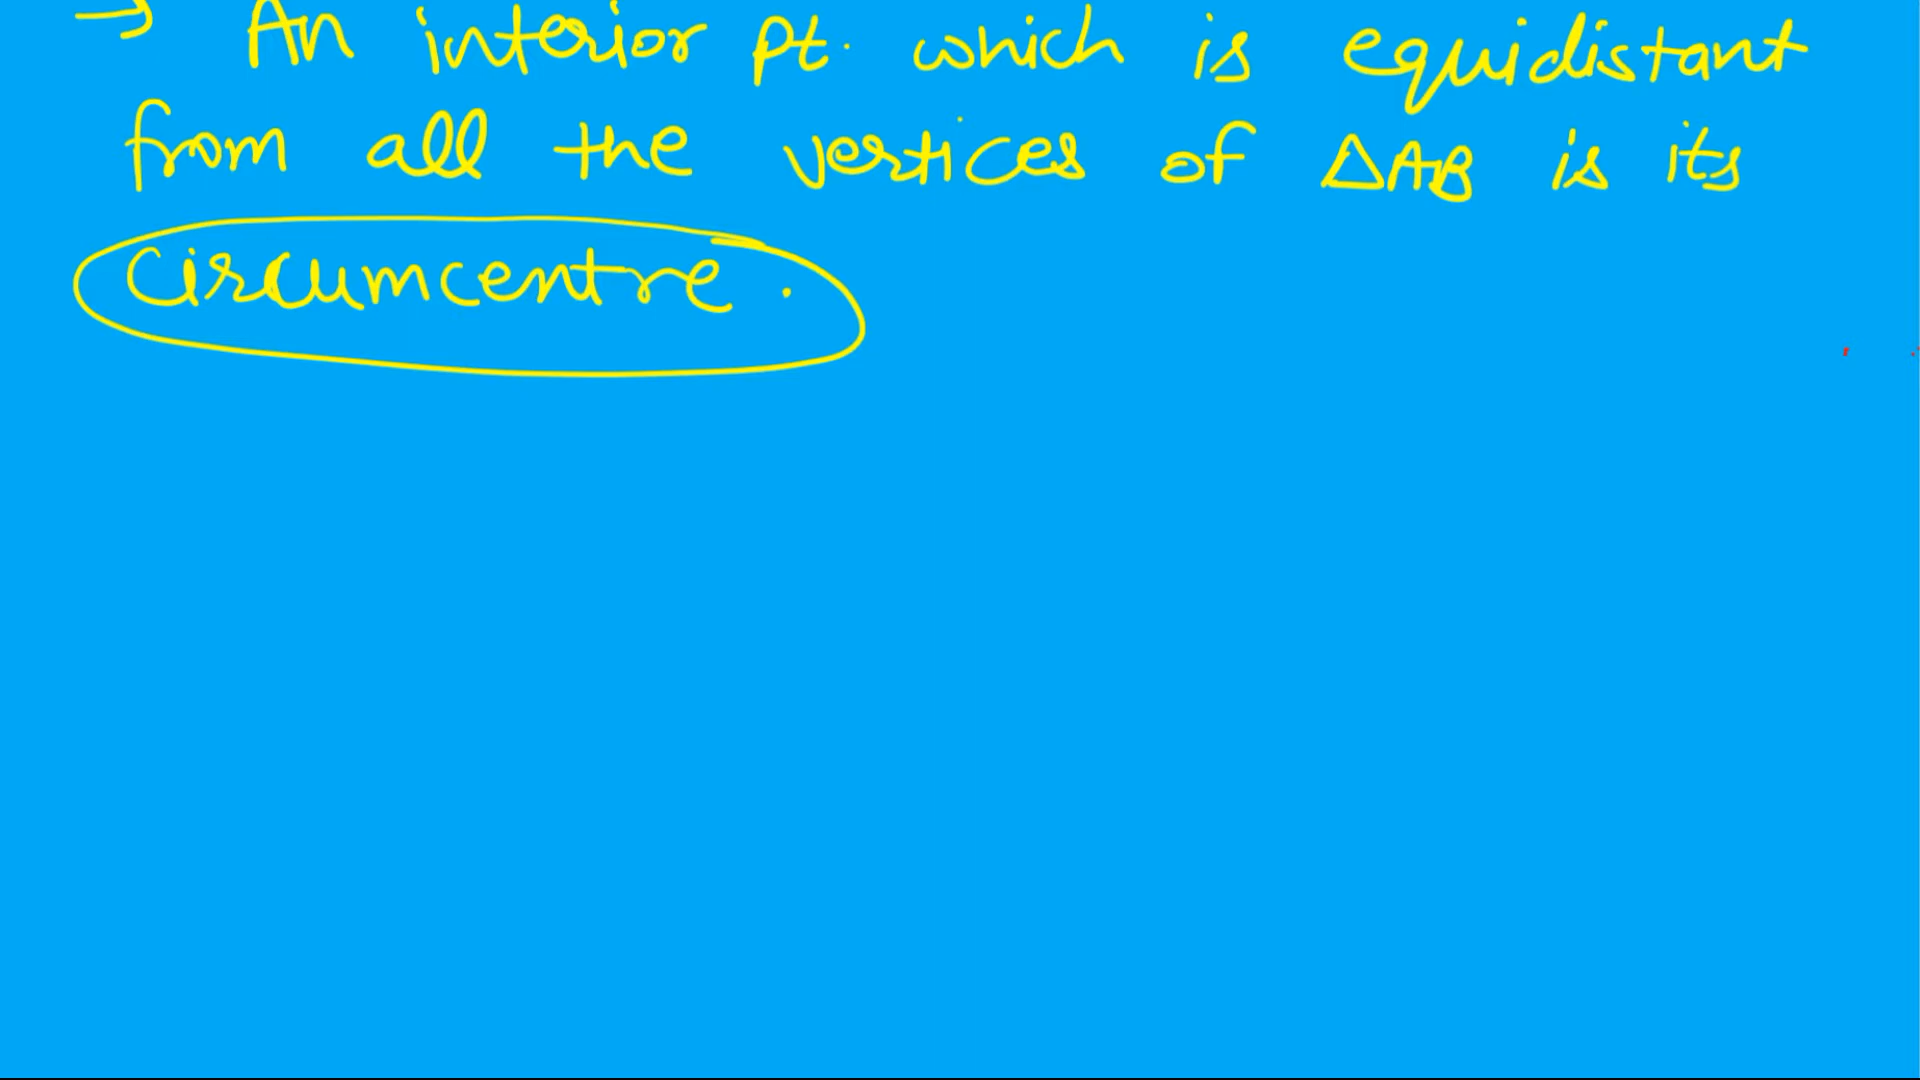 → An interior pt. which is equidistant
from all the vertices of ΔAB is its
circumcentre.